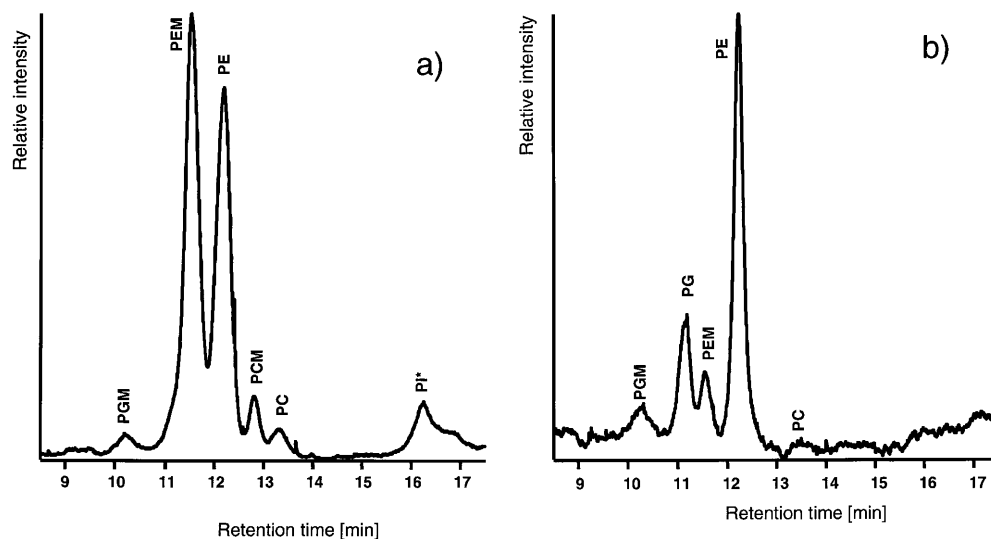 Relative intensity
a)
PEM
PE
PGM
PCM
PC
PI*
9 10 11 12 13 14 15 16 17
Retention time [min]
Relative intensity
b)
PE
PG
PEM
PGM
PC
9 10 11 12 13 14 15 16 17
Retention time [min]